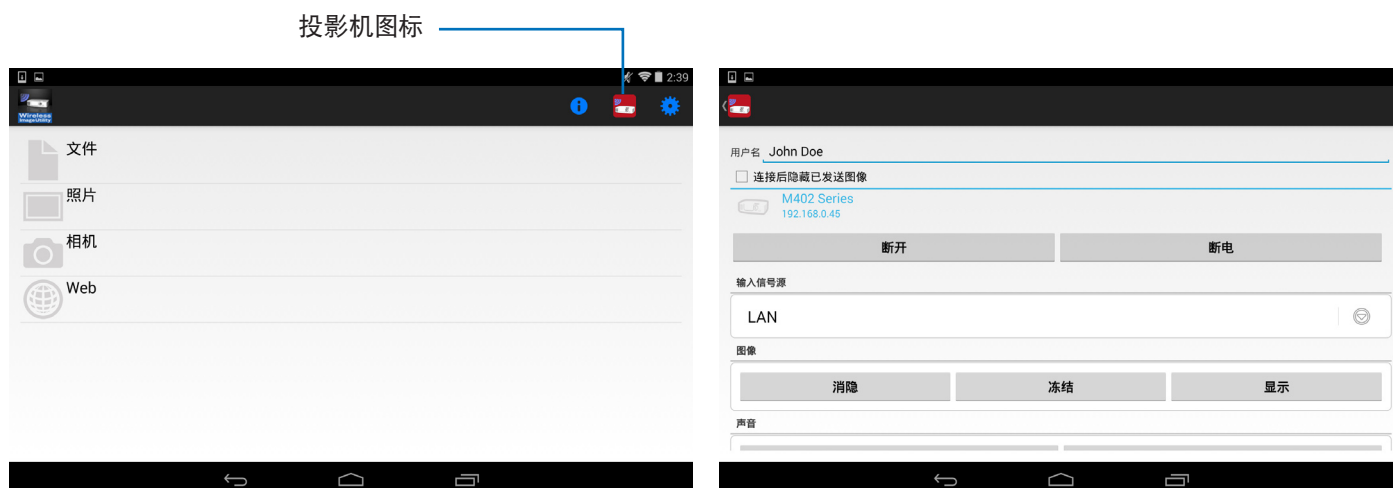 投影机图标
2:39
Wireless
ImageUtility
文件
照片
相机
Web
用户名 John Doe
连接后隐藏已发送图像
M402 Series
192.168.0.45
断开 断电
输入信号源
LAN
图像
消隐 冻结 显示
声音